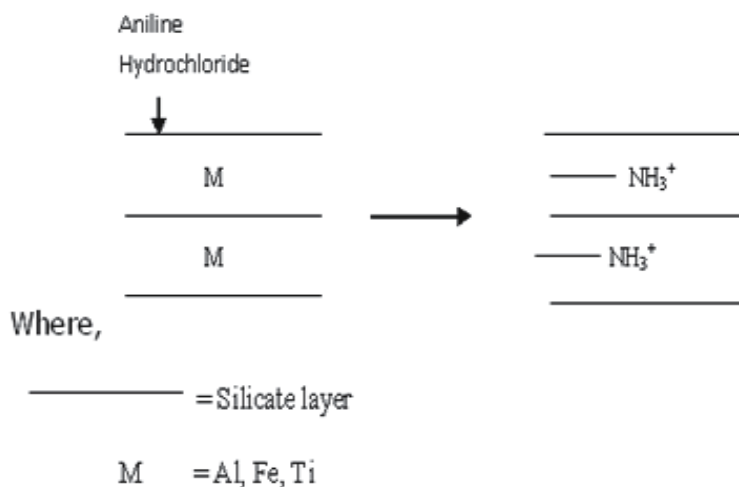 Aniline
Hydrochloride
M
NH₃⁺
M
NH₃⁺
Where,
=Silicate layer
M =Al, Fe, Ti